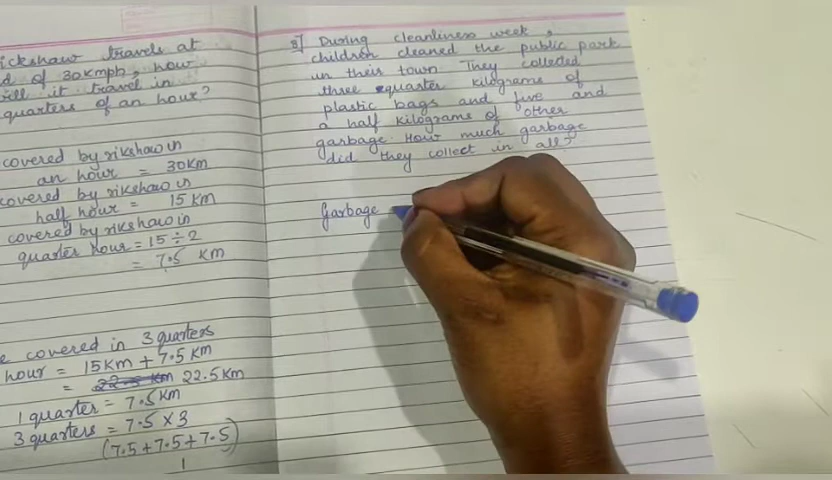 ickshaw travels at
d of 30kmph, how
will it travel in
quarters of an hour?
covered by rikshaw in
an hour = 30KM
covered by rikshaw in
half hour = 15 KM
covered by rikshaw in
quarter hour = 15 ÷ 2
= 7.5 KM
e covered in 3 quarters
hour = 15KM + 7.5 KM
= 22.5 KM 22.5 KM
1 quarter = 7.5KM
3 quarters = 7.5 × 3
(7.5 + 7.5 + 7.5)
8] During cleanliness week,
children cleaned the public park
in their town They colleded
three equarter kilograms of
plastic bags and five and
a half kilograms of other
garbage. How much garbage
did they collect in all?
Garbage